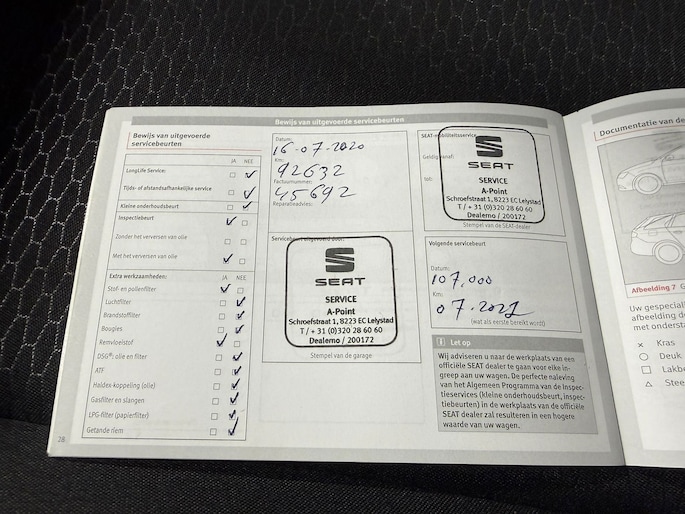 Bewijs van uitgevoerde servicebeurten
Bewijs van uitgevoerde
servicebeurten
JA NEE
LongLife Service:
Tijds- of afstandsafhankelijke service
Kleine onderhoudsbeurt
Inspectiebeurt
Zonder het verversen van olie
Met het verversen van olie
Extra werkzaamheden: JA NEE
Stof- en pollenfilter
Luchtfilter
Brandstoffilter
Bougies
Remvloeistof
DSG®: olie en filter
ATF
Haldex-koppeling (olie)
Gasfilter en slangen
LPG-filter (papierfilter)
Getande riem
28
Datum:
16-07-2020
Km:
92632
Factuurnummer:
45692
Reparatieadvies:
Servicebeurt uitgevoerd door:
SEAT
SERVICE
A-Point
Schroefstraat 1, 8223 EC Lelystad
T / + 31 (0)320 28 60 60
Dealerno / 200172
Stempel van de garage
SEAT-mobiliteitsservice
Geldig vanaf:
tot:
SEAT
SERVICE
A-Point
Schroefstraat 1, 8223 EC Lelystad
T / + 31 (0)320 28 60 60
Dealerno / 200172
Stempel van de SEAT-dealer
Volgende servicebeurt
Datum:
107.000
Km:
07.2021
(wat als eerste bereikt wordt)
i Let op
Wij adviseren u naar de werkplaats van een
officiële SEAT dealer te gaan voor elke in-
greep aan uw wagen. De perfecte naleving
van het Algemeen Programma van de Inspec-
tieservices (kleine onderhoudsbeurt, inspec-
tiebeurten) in de werkplaats van de officiële
SEAT dealer zal resulteren in een hogere
waarde van uw wagen.
Documentatie van de
Afbeelding 7 G
Uw gespecial
afbeelding d
met onderst
× Kras
○ Deuk
□ Lakbe
△ Stee